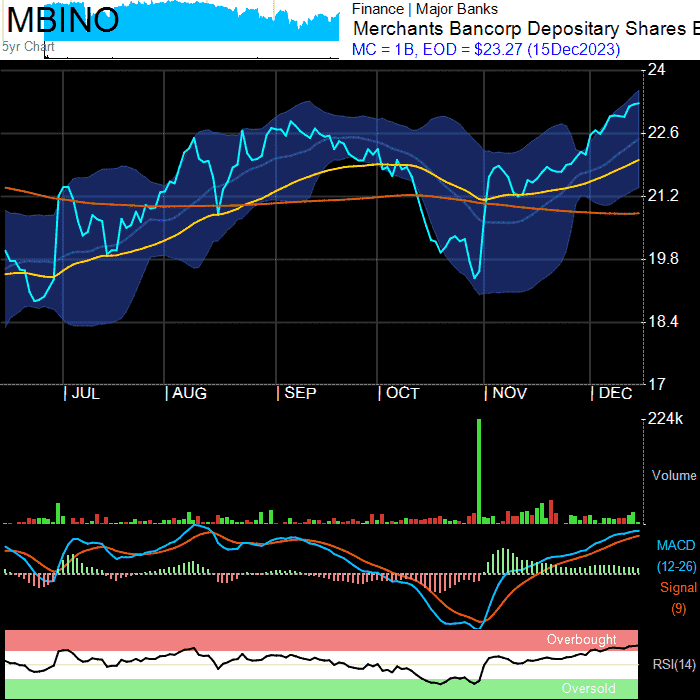 MBINO
5yr Chart
Finance | Major Banks
Merchants Bancorp Depositary Shares E
MC = 1B, EOD = $23.27 (15Dec2023)
24
22.6
21.2
19.8
18.4
17
| JUL | AUG | SEP | OCT | NOV | DEC
224k
Volume
MACD
(12-26)
Signal
(9)
Overbought
RSI(14)
Oversold